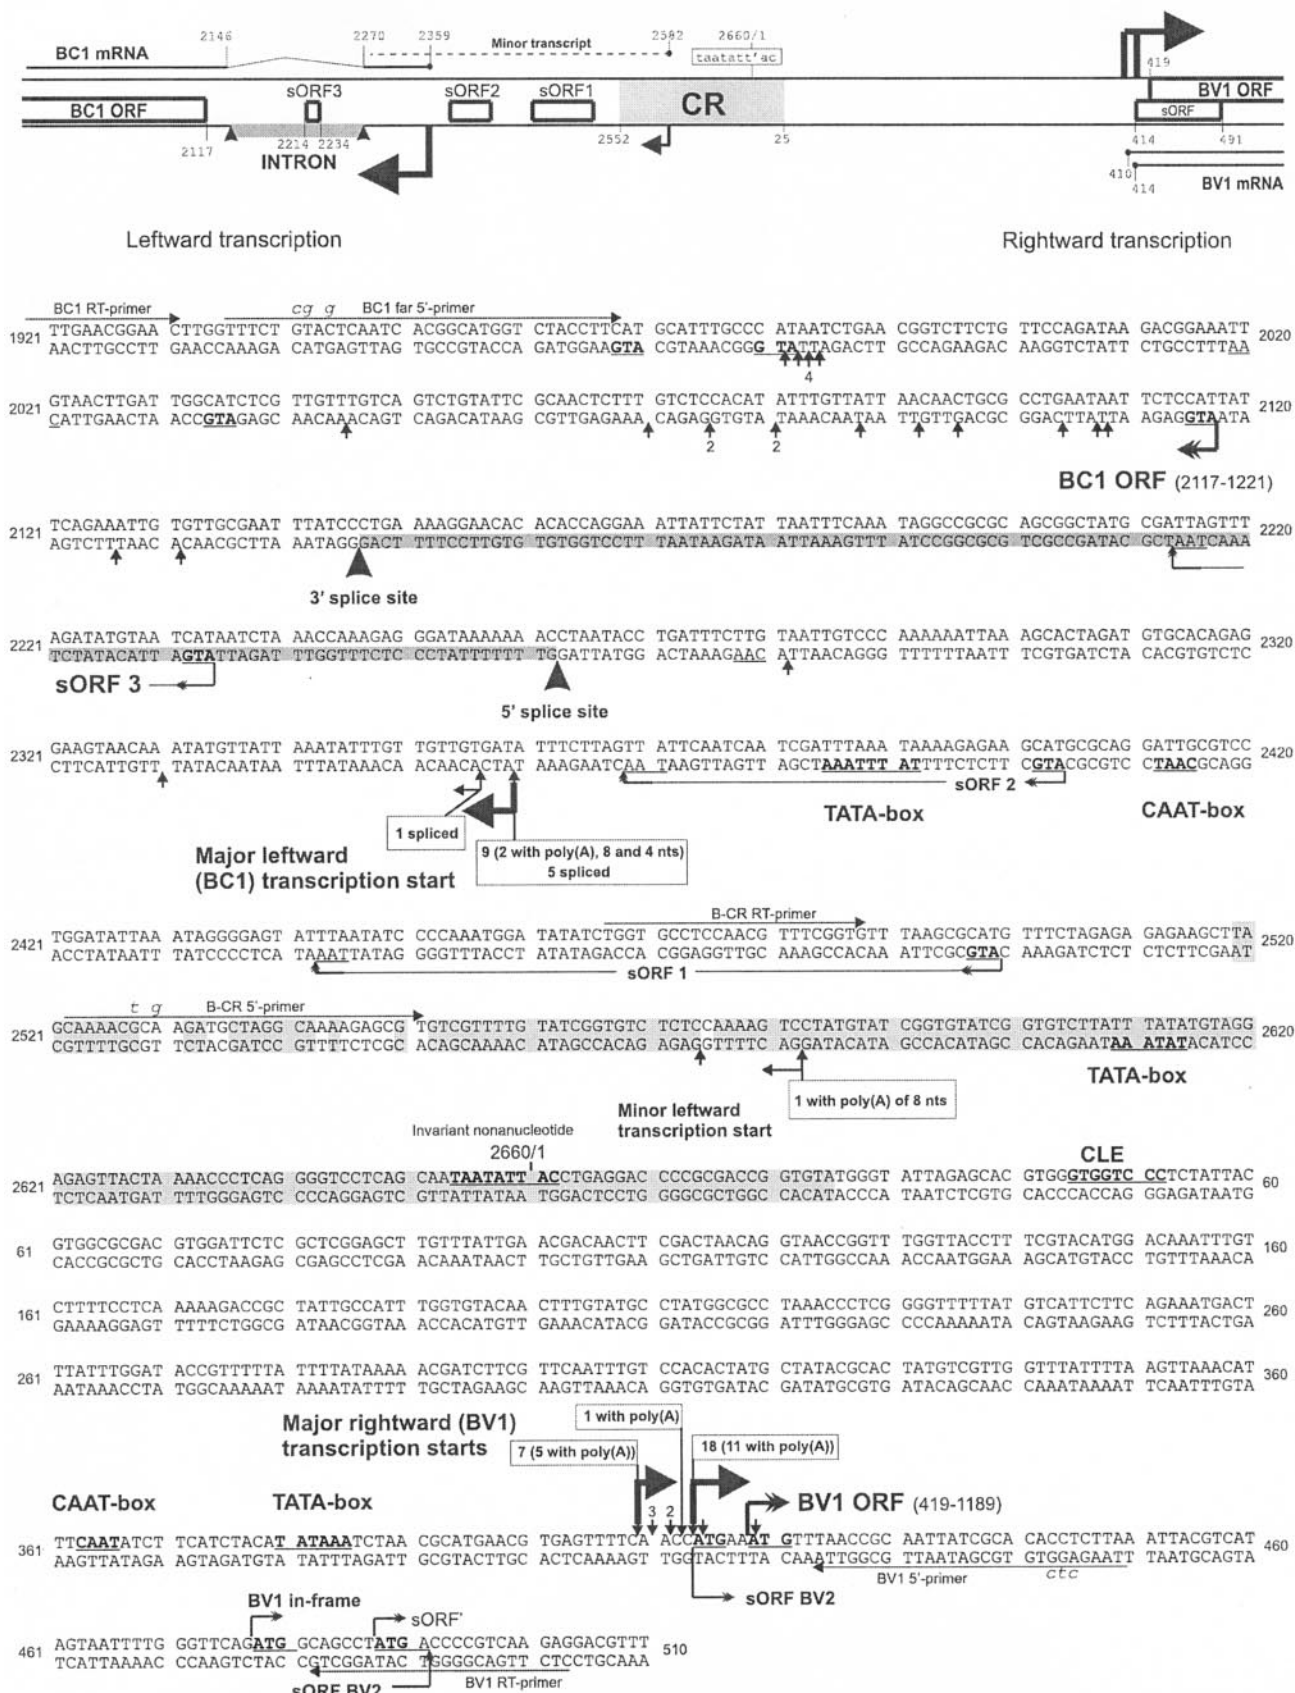 2146 2270 2359 Minor transcript 2582 2660/1
BC1 mRNA
taatatt'ac
419
sORF3 sORF2 sORF1 CR BV1 ORF
BC1 ORF sORF
2117 2214 2234 2552 25 414 491
INTRON
410
414 BV1 mRNA
Leftward transcription Rightward transcription
BC1 RT-primer cg g BC1 far 5'-primer
1921 TTGAACGGAA CTTGGTTTCT GTACTCAATC ACGGCATGGT CTACCTTCAT GCATTTGCCC ATAATCTGAA CGGTCTTCTG TTCCAGATAA GACGGAAATT 2020
AACTTGCCTT GAACCAAAGA CATGAGTTAG TGCCGTACCA GATGGAAGTA CGTAAACGGG TATTAGACTT GCCAGAAGAC AAGGTCTATT CTGCCTTTAA
4
2021 GTAACTTGAT TGGCATCTCG TTGTTTGTCA GTCTGTATTCG CAACTCTTT GTCTCCACAT ATTTGTTATT AACAACTGCG CCTGAATAAT TCTCCATTAT 2120
CATTGAACTA ACCGTAGAGC AACAAACAGT CAGACATAAG CGTTGAGAAA CAGAGGTGTA TAAACAATAA TTGTTGACGC GGACTTATTA AGAGGTAATA
2 2
BC1 ORF (2117-1221)
2121 TCAGAAATTG TGTTGCGAAT TTATCCCTGA AAAGGAACAC ACACCAGGAA ATTATTCTAT TAATTTCAAA TAGGCCGCGC AGCGGCTATG CGATTAGTTT 2220
AGTCTTTAAC ACAACGCTTA AATAGGGACT TTTCCTTGTG TGTGGTCCTT TAATAAGATA ATTAAAGTTT ATCCGGCGCG TCGCCGATAC GCTAATCAAA
3' splice site
2221 AGATATGTAA TCATAATCTA AACCAAAGAG GGATAAAAAA ACCTAATACC TGATTTCTTG TAATTGTCCC AAAAAATTAA AGCACTAGAT GTGCACAGAG 2320
TCTATACATT AGTATTAGAT TTGGTTTCTC CCTATTTTTT TGGATTATGG ACTAAAGAAC ATTAACAGGG TTTTTTAATT TCGTGATCTA CACGTGTCTC
sORF 3
5' splice site
2321 GAAGTAACAA ATATGTTATT AAATATTTGT TGTTGTGATA TTTCTTAGTT ATTCAATCAA TCGATTTAAA TAAAAGAGAA GCATGCGCAG GATTGCGTCC 2420
CTTCATTGTT TATACAATAA TTTATAAACA ACAACACTAT AAAGAATCAA TAAGTTAGTT AGCTAAATTT ATTTTCTCTT CGTACGCGTC CTAACGCAGG
sORF 2
TATA-box CAAT-box
1 spliced
9 (2 with poly(A), 8 and 4 nts)
5 spliced
Major leftward
(BC1) transcription start
B-CR RT-primer
2421 TGGATATTAA ATAGGGGAGT ATTTAATATC CCCAAATGGA TATATCTGGT GCCTCCAACG TTTCGGTGTT TAAGCGCATG TTTCTAGAGA GAGAAGCTTA 2520
ACCTATAATT TATCCCCTCA TAAATTATAG GGGTTTACCT ATATAGACCA CGGAGGTTGC AAAGCCACAA ATTCGCGTAC AAAGATCTCT CTCTTCGAAT
sORF 1
t g B-CR 5'-primer
2521 GCAAAACGCA AGATGCTAGG CAAAAGAGCG TGTCGTTTTG TATCGGTGTC TCTCCAAAAG TCCTATGTAT CGGTGTATCG GTGTCTTATT TATATGTAGG 2620
CGTTTTGCGT TCTACGATCC GTTTTCTCGC ACAGCAAAAC ATAGCCACAG AGAGGTTTTC AGGATACATA GCCACATAGC CACAGAATAA ATATACATCC
TATA-box
Minor leftward
transcription start
1 with poly(A) of 8 nts
Invariant nonanucleotide
2660/1
CLE
2621 AGAGTTACTA AAACCCTCAG GGGTCCTCAG CAATAATATT ACCTGAGGAC CCCGCGACCG GTGTATGGGT ATTAGAGCAC GTGGGTGGTC CCTCTATTAC 60
TCTCAATGAT TTTGGGAGTC CCCAGGAGTC GTTATTATAA TGGACTCCTG GGGCGCTGGC CACATACCCA TAATCTCGTG CACCCACCAG GGAGATAATG
61 GTGGCGCGAC GTGGATTCTC GCTCGGAGCT TGTTTATTGA ACGACAACTT CGACTAACAG GTAACCGGTT TGGTTACCTT TCGTACATGG ACAAATTTGT 160
CACCGCGCTG CACCTAAGAG CGAGCCTCGA ACAAATAACT TGCTGTTGAA GCTGATTGTC CATTGGCCAA ACCAATGGAA AGCATGTACC TGTTTAAACA
161 CTTTTCCTCA AAAAGACCGC TATTGCCATT TGGTGTACAA CTTTGTATGC CTATGGCGCC TAAACCCTCG GGGTTTTTAT GTCATTCTTC AGAAATGACT 260
GAAAAGGAGT TTTTCTGGCG ATAACGGTAA ACCACATGTT GAAACATACG GATACCGCGG ATTTGGGAGC CCCAAAAATA CAGTAAGAAG TCTTTACTGA
261 TTATTTGGAT ACCGTTTTTA TTTTATAAAA ACGATCTTCG TTCAATTTGT CCACACTATG CTATACGCAC TATGTCGTTG GTTTATTTTA AGTTAAACAT 360
AATAAACCTA TGGCAAAAAT AAAATATTTT TGCTAGAAGC AAGTTAAACA GGTGTGATAC GATATGCGTG ATACAGCAAC CAAATAAAAT TCAATTTGTA
Major rightward (BV1)
transcription starts
1 with poly(A)
7 (5 with poly(A)) 18 (11 with poly(A))
CAAT-box TATA-box 3 2 BV1 ORF (419-1189)
361 TTCAATATCT TCATCTACAT ATAAATCTAA CGCATGAACG TGAGTTTTCA ACCATGAAAT GTTTAACCGC AATTATCGCA CACCTCTTAA ATTACGTCAT 460
AAGTTATAGA AGTAGATGTA TATTTAGATT GCGTACTTGC ACTCAAAAGT TGGTACTTTA CAAATTGGCG TTAATAGCGT GTGGAGAATT TAATGCAGTA
BV1 5'-primer ctc
sORF BV2
BV1 in-frame sORF'
461 AGTAATTTTG GGTTCAGATG GCAGCCTATG ACCCCGTCAA GAGGACGTTT 510
TCATTAAAAC CCAAGTCTAC CGTCGGATAC TGGGGCAGTT CTCCTGCAAA
sORF BV2 BV1 RT-primer